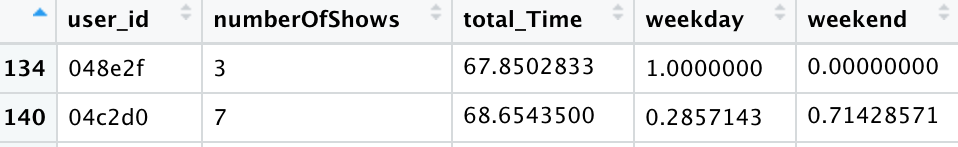 user_id numberOfShows total_Time weekday weekend
134 048e2f 3 67.8502833 1.0000000 0.00000000
140 04c2d0 7 68.6543500 0.2857143 0.71428571